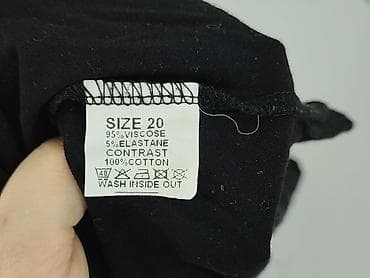 SIZE 20
95%VISCOSE
5%ELASTANE
CONTRAST
100%COTTON
40
WASH INSIDE OUT